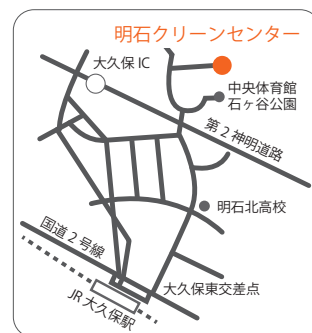 明石クリーンセンター
大久保 IC
中央体育館
石ヶ谷公園
第2神明道路
明石北高校
国道2号線
大久保東交差点
JR大久保駅